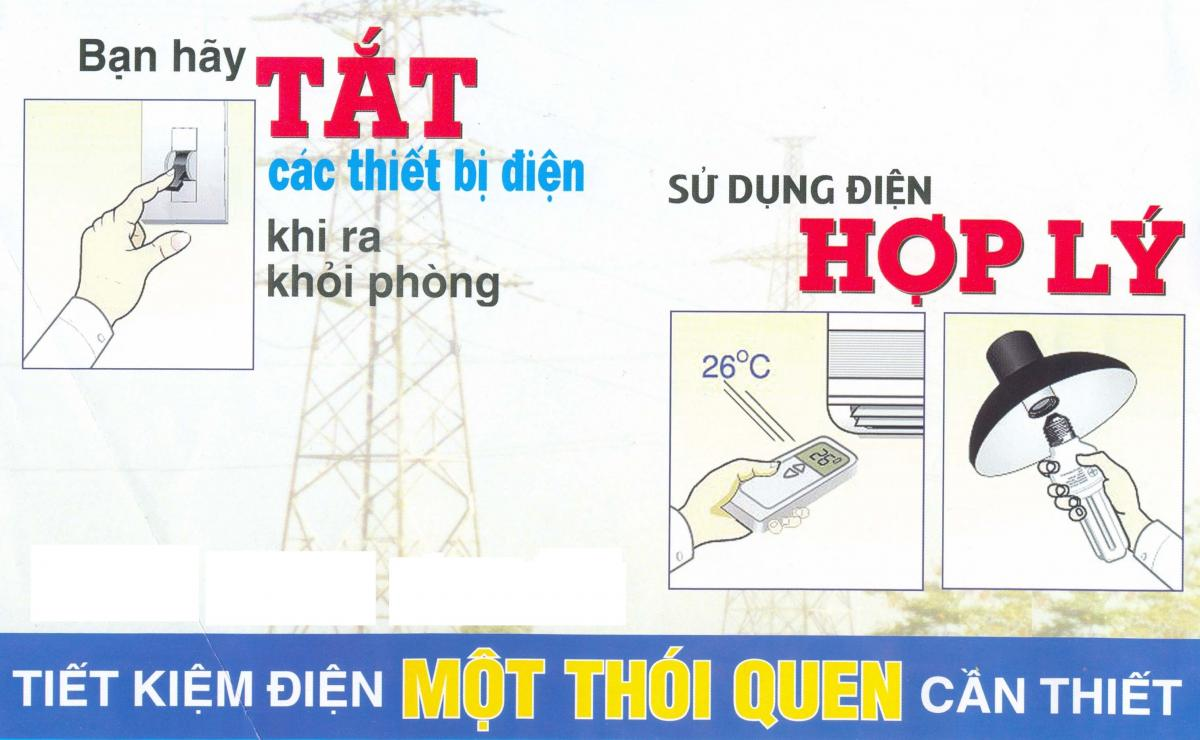 Bạn hãy TẮT
các thiết bị điện
khi ra
khỏi phòng
SỬ DỤNG ĐIỆN
HỢP LÝ
26°C
26°
TIẾT KIỆM ĐIỆN MỘT THÓI QUEN CẦN THIẾT